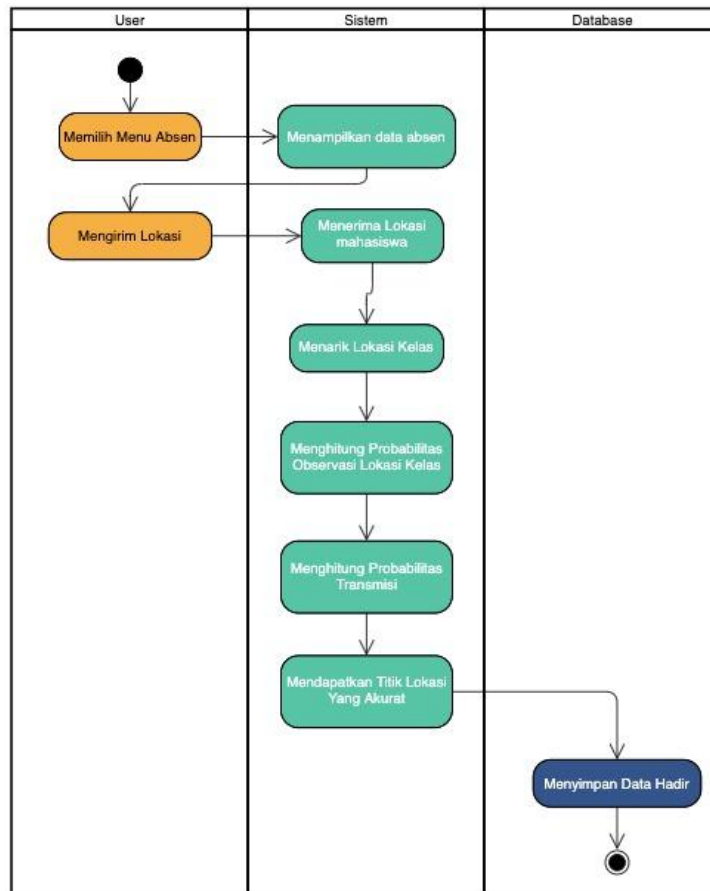 User
Sistem
Database
Memilih Menu Absen
Menampilkan data absen
Mengirim Lokasi
Menerima Lokasi
mahasiswa
Menarik Lokasi Kelas
Menghitung Probabilitas
Observasi Lokasi Kelas
Menghitung Probabilitas
Transmisi
Mendapatkan Titik Lokasi
Yang Akurat
Menyimpan Data Hadir